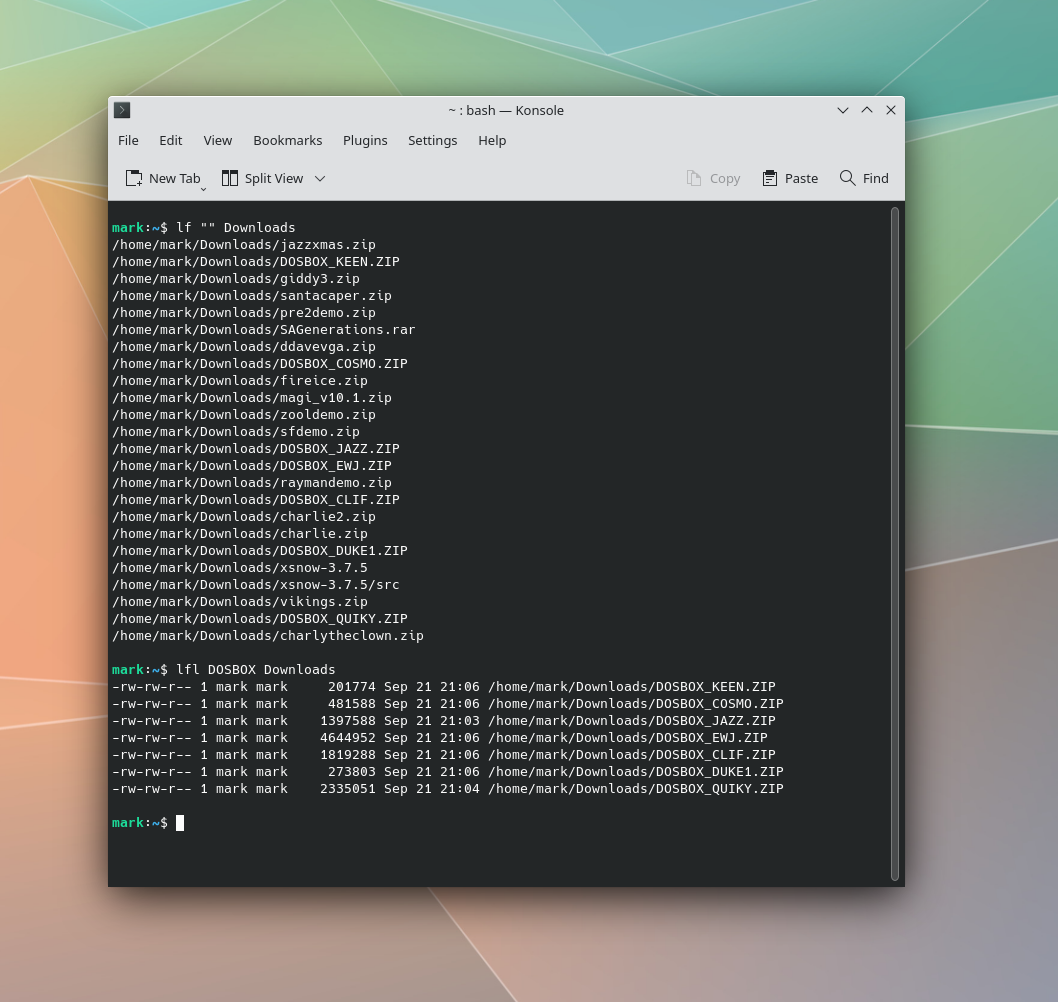 ~ : bash — Konsole
File Edit View Bookmarks Plugins Settings Help
New Tab Split View Copy Paste Find
mark:~$ lf "" Downloads
/home/mark/Downloads/jazzxmas.zip
/home/mark/Downloads/DOSBOX_KEEN.ZIP
/home/mark/Downloads/giddy3.zip
/home/mark/Downloads/santacaper.zip
/home/mark/Downloads/pre2demo.zip
/home/mark/Downloads/SAGenerations.rar
/home/mark/Downloads/ddavevga.zip
/home/mark/Downloads/DOSBOX_COSMO.ZIP
/home/mark/Downloads/fireice.zip
/home/mark/Downloads/magi_v10.1.zip
/home/mark/Downloads/zooldemo.zip
/home/mark/Downloads/sfdemo.zip
/home/mark/Downloads/DOSBOX_JAZZ.ZIP
/home/mark/Downloads/DOSBOX_EWJ.ZIP
/home/mark/Downloads/raymandemo.zip
/home/mark/Downloads/DOSBOX_CLIF.ZIP
/home/mark/Downloads/charlie2.zip
/home/mark/Downloads/charlie.zip
/home/mark/Downloads/DOSBOX_DUKE1.ZIP
/home/mark/Downloads/xsnow-3.7.5
/home/mark/Downloads/xsnow-3.7.5/src
/home/mark/Downloads/vikings.zip
/home/mark/Downloads/DOSBOX_QUIKY.ZIP
/home/mark/Downloads/charlytheclown.zip
mark:~$ lfl DOSBOX Downloads
-rw-rw-r-- 1 mark mark     201774 Sep 21 21:06 /home/mark/Downloads/DOSBOX_KEEN.ZIP
-rw-rw-r-- 1 mark mark     481588 Sep 21 21:06 /home/mark/Downloads/DOSBOX_COSMO.ZIP
-rw-rw-r-- 1 mark mark    1397588 Sep 21 21:03 /home/mark/Downloads/DOSBOX_JAZZ.ZIP
-rw-rw-r-- 1 mark mark    4644952 Sep 21 21:06 /home/mark/Downloads/DOSBOX_EWJ.ZIP
-rw-rw-r-- 1 mark mark    1819288 Sep 21 21:06 /home/mark/Downloads/DOSBOX_CLIF.ZIP
-rw-rw-r-- 1 mark mark     273803 Sep 21 21:06 /home/mark/Downloads/DOSBOX_DUKE1.ZIP
-rw-rw-r-- 1 mark mark    2335051 Sep 21 21:04 /home/mark/Downloads/DOSBOX_QUIKY.ZIP
mark:~$